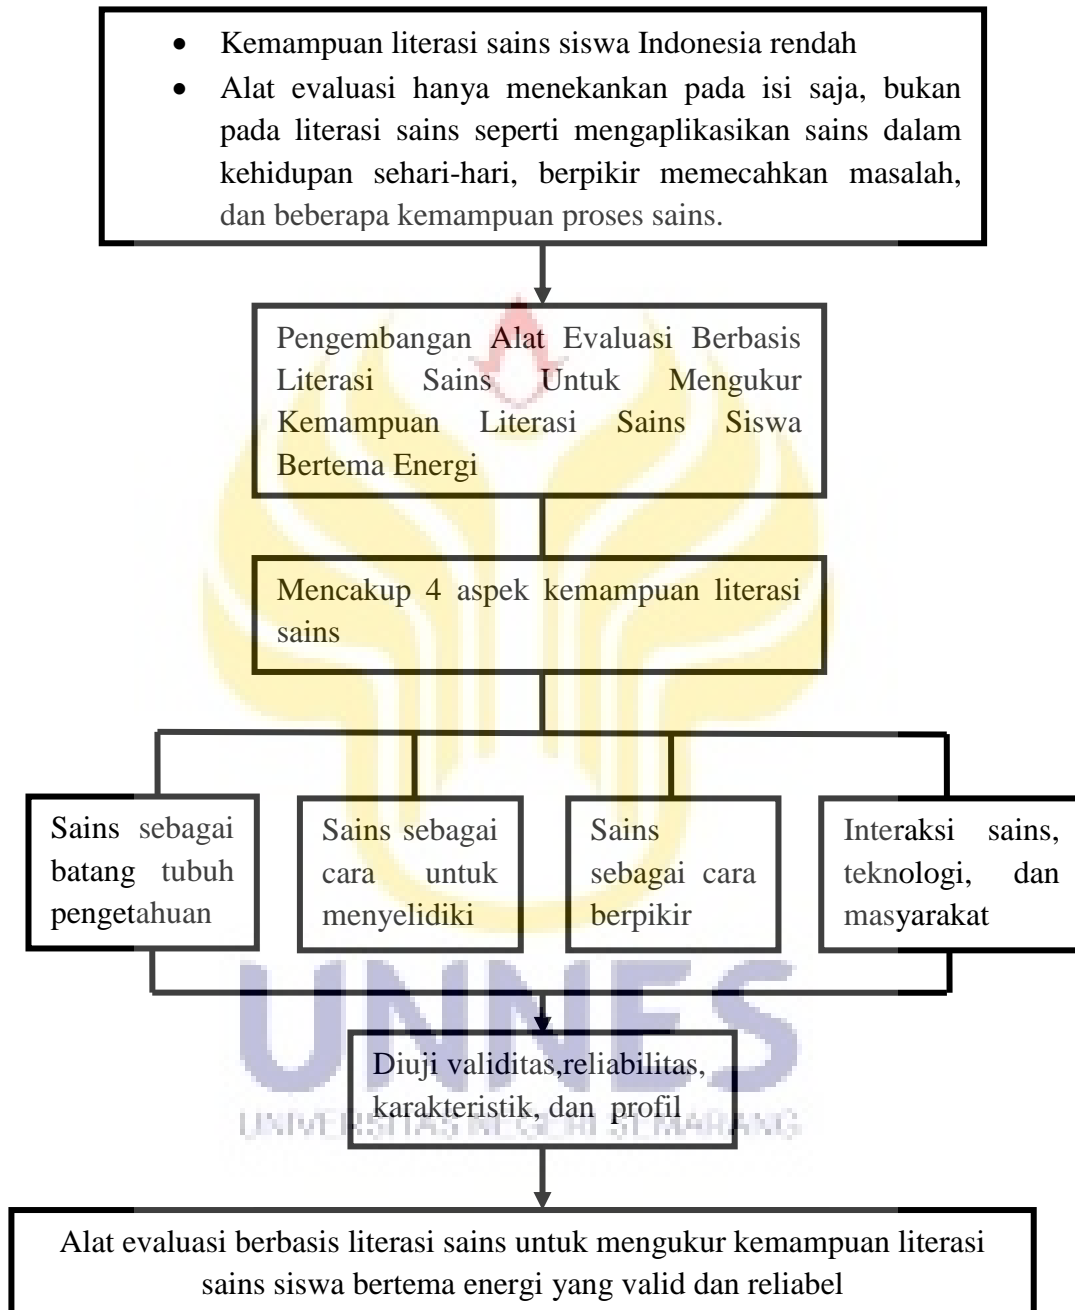 • Kemampuan literasi sains siswa Indonesia rendah
• Alat evaluasi hanya menekankan pada isi saja, bukan
pada literasi sains seperti mengaplikasikan sains dalam
kehidupan sehari-hari, berpikir memecahkan masalah,
dan beberapa kemampuan proses sains.
Pengembangan Alat Evaluasi Berbasis
Literasi Sains Untuk Mengukur
Kemampuan Literasi Sains Siswa
Bertema Energi
Mencakup 4 aspek kemampuan literasi
sains
Sains sebagai
batang tubuh
pengetahuan
Sains sebagai
cara untuk
menyelidiki
Sains
sebagai cara
berpikir
Interaksi sains,
teknologi, dan
masyarakat
UNNES
Diuji validitas,reliabilitas,
karakteristik, dan profil
UNIVERSITAS NEGERI SEMARANG
Alat evaluasi berbasis literasi sains untuk mengukur kemampuan literasi
sains siswa bertema energi yang valid dan reliabel